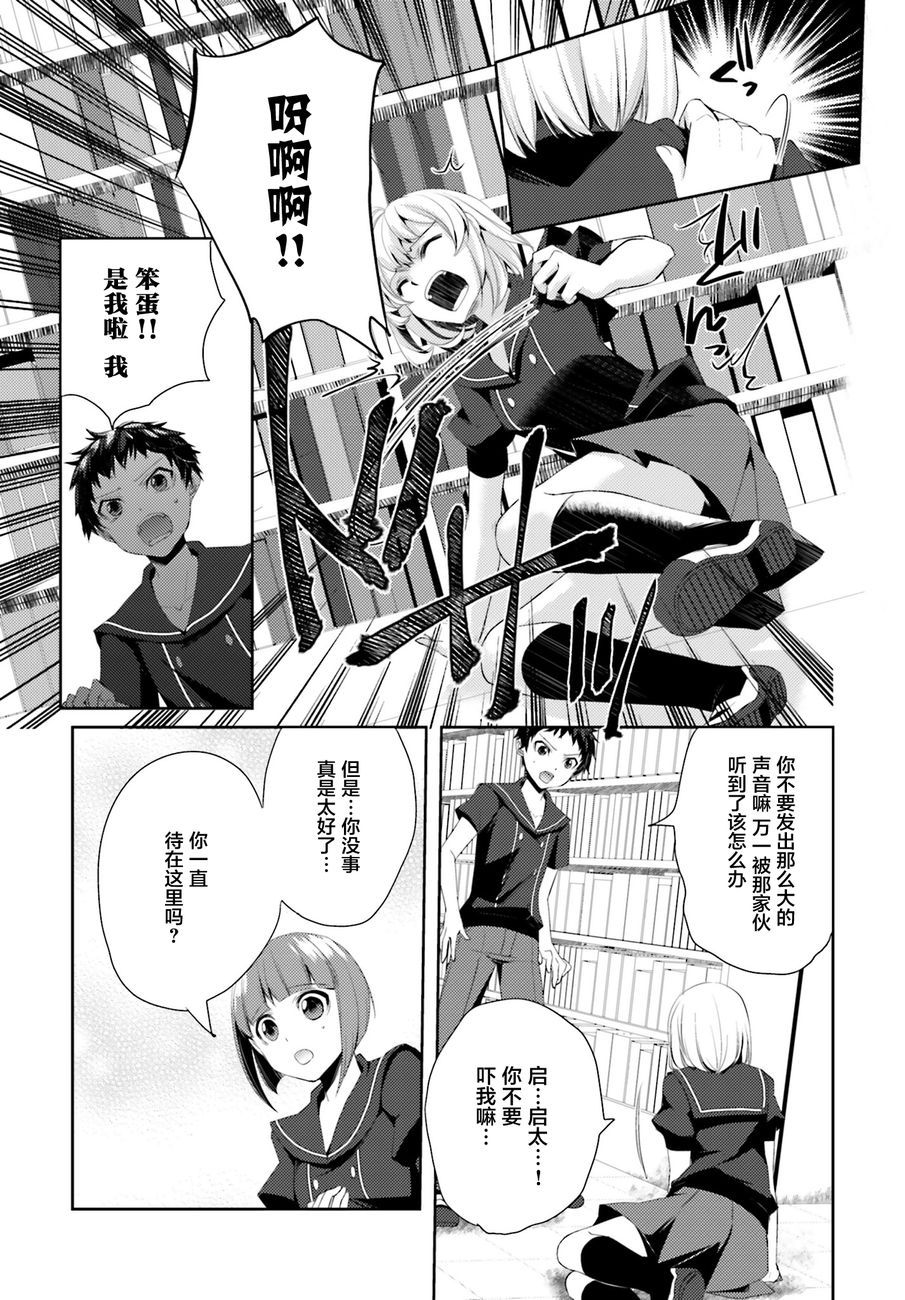 呀啊啊!!
笨蛋!!
是我啦 我
你不要发出那么大的
声音嘛 万一被那家伙
听到了该怎么办
启…启太…!
你不要
吓我嘛…
但是…你没事
真是太好了…
你一直
待在这里吗?